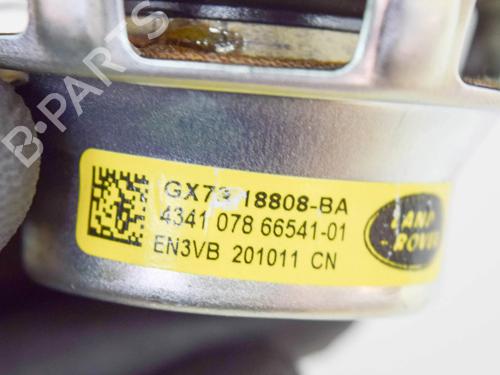 B-PARTS
GX73-18808-BA
4341 078 66541-01
EN3VB 201011 CN
LAND
-ROVER